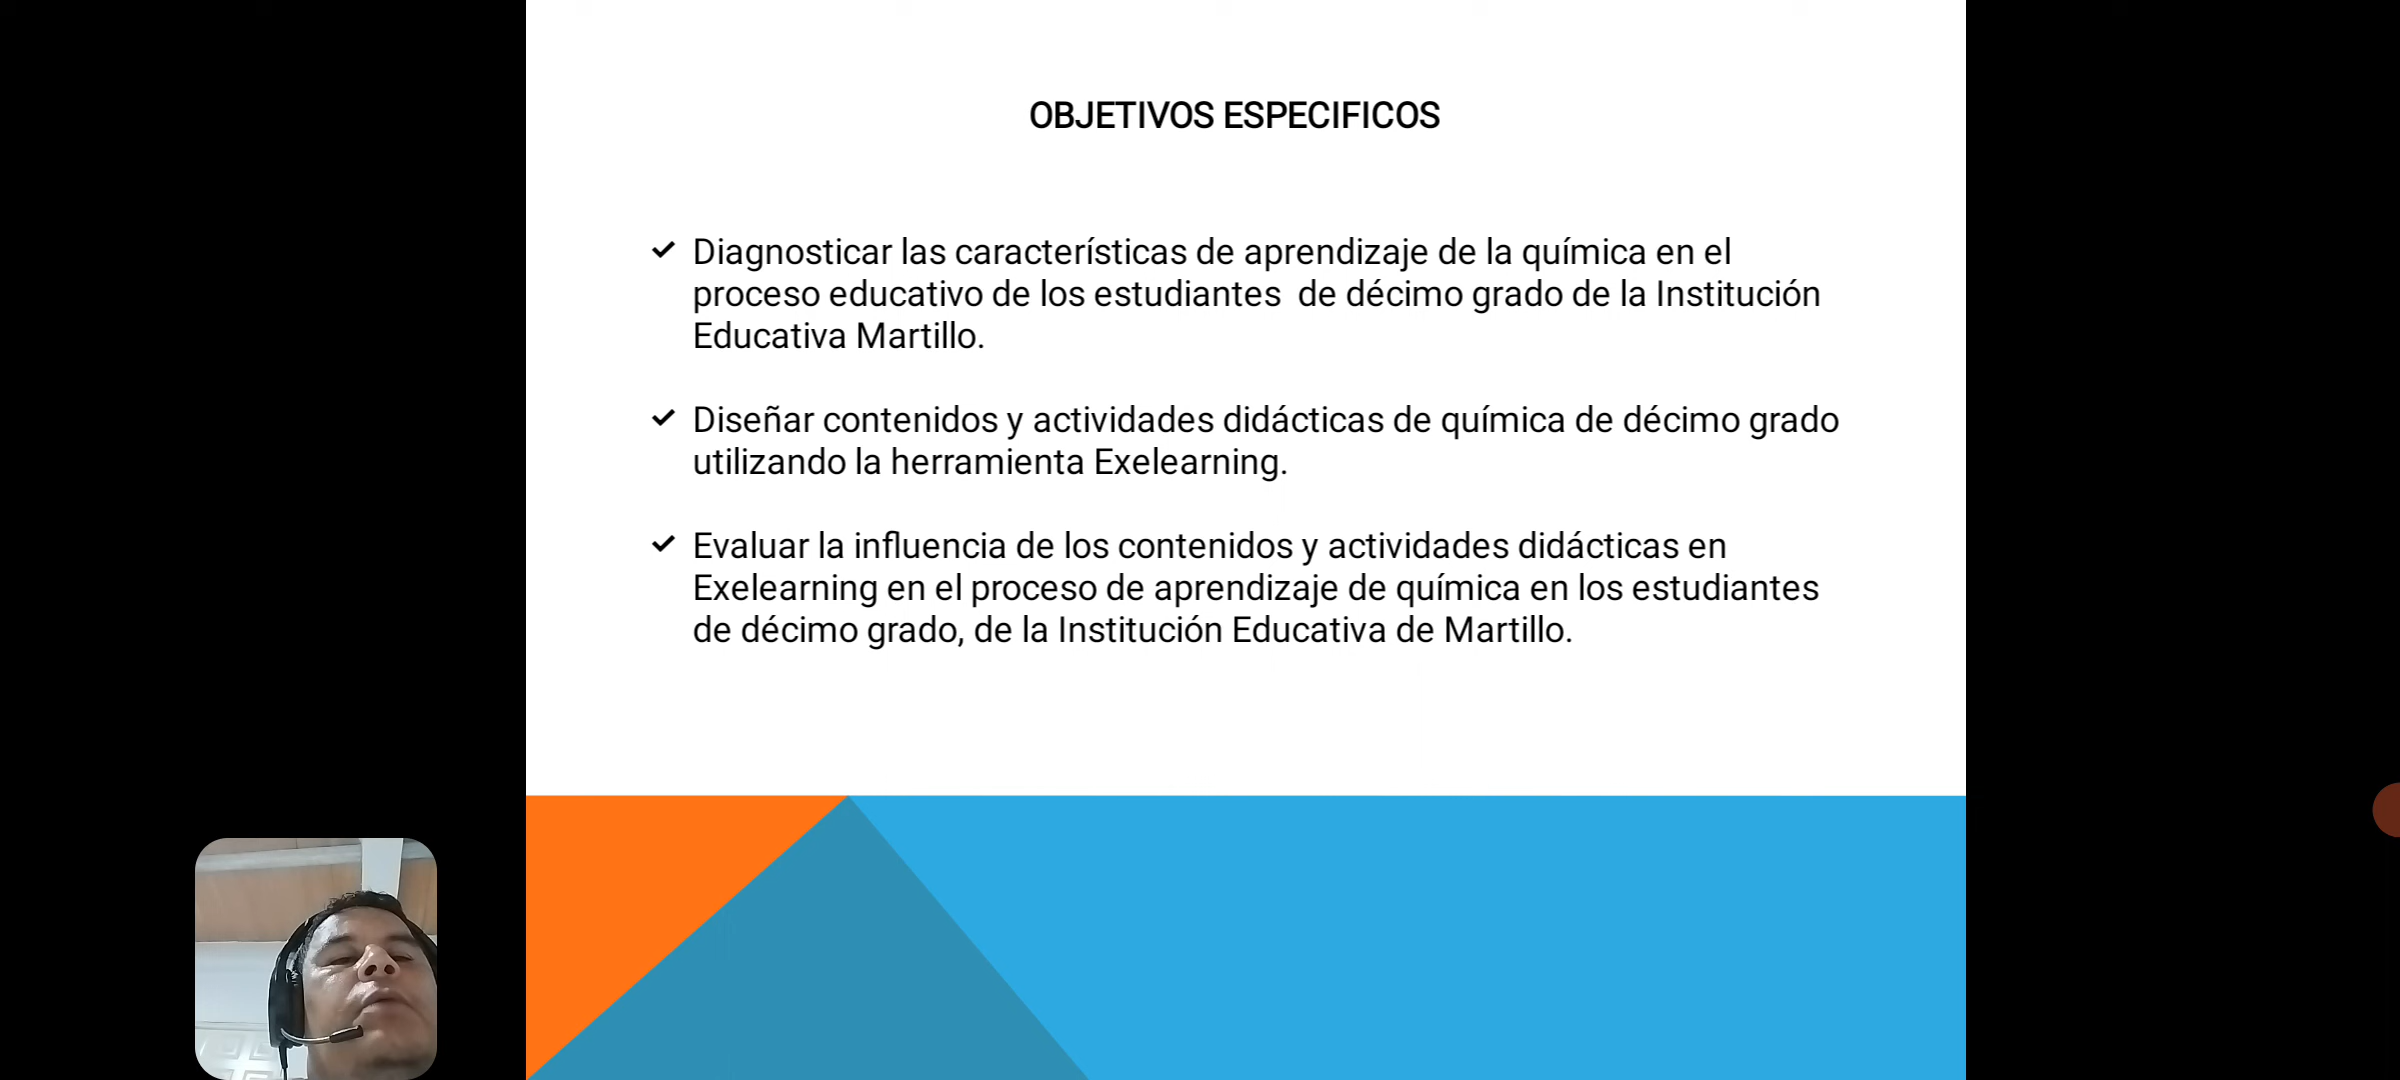 OBJETIVOS ESPECIFICOS
Diagnosticar las características de aprendizaje de la química en el
proceso educativo de los estudiantes  de décimo grado de la Institución
Educativa Martillo.
Diseñar contenidos y actividades didácticas de química de décimo grado
utilizando la herramienta Exelearning.
Evaluar la influencia de los contenidos y actividades didácticas en
Exelearning en el proceso de aprendizaje de química en los estudiantes
de décimo grado, de la Institución Educativa de Martillo.